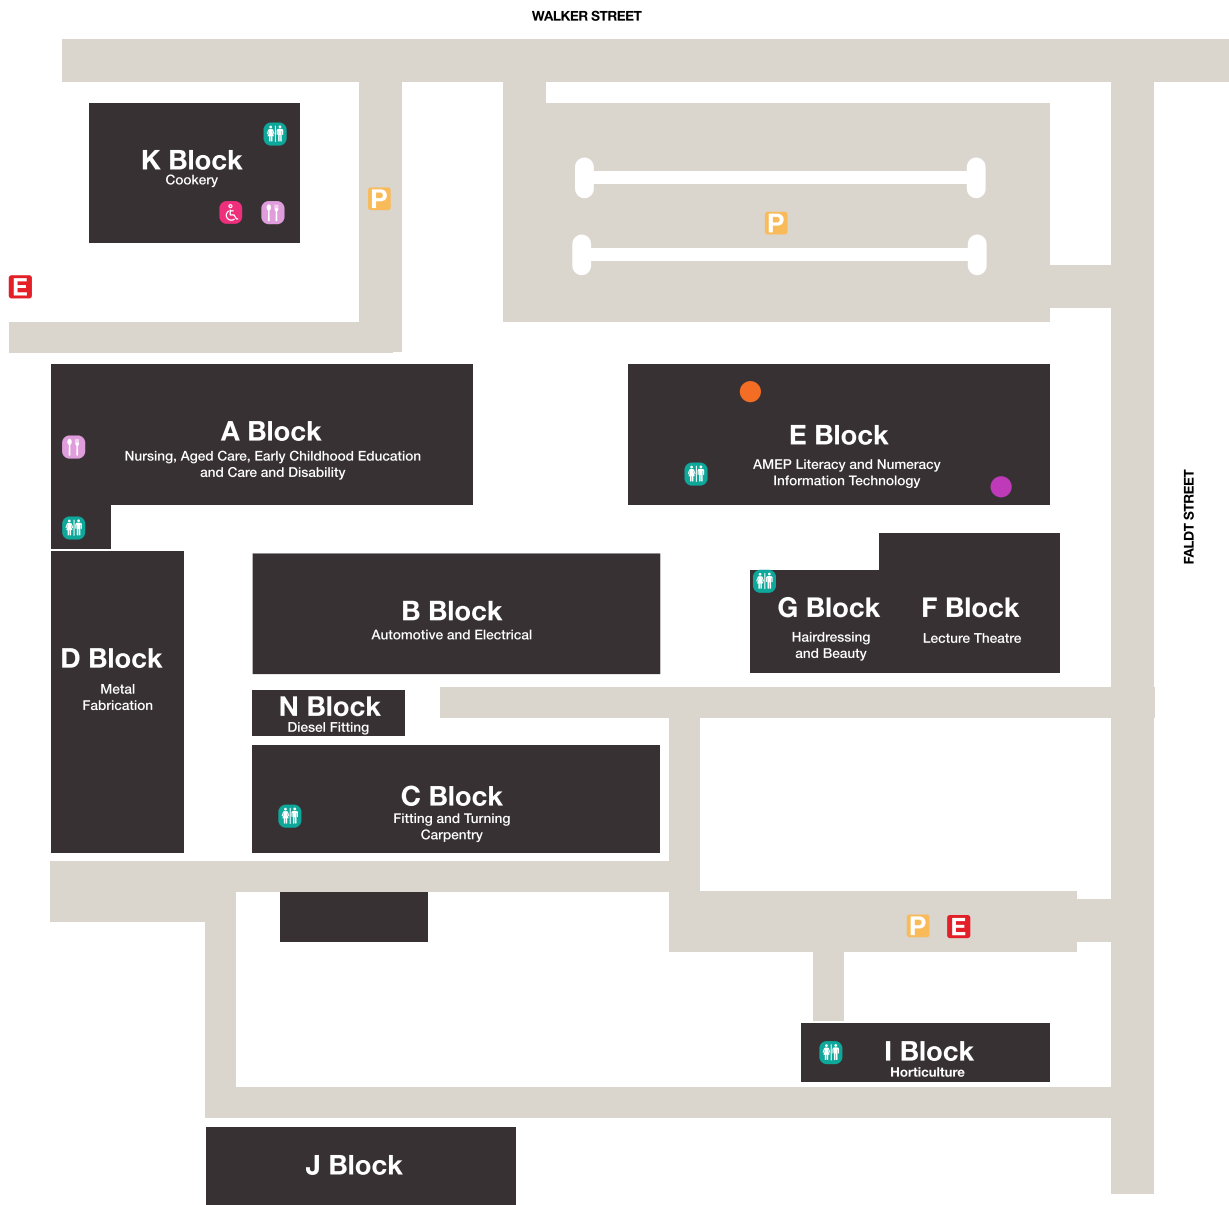 WALKER STREET
K Block
Cookery
P
P
E
A Block
Nursing, Aged Care, Early Childhood Education
and Care and Disability
E Block
AMEP Literacy and Numeracy
Information Technology
FALDT STREET
B Block
Automotive and Electrical
G Block
Hairdressing
and Beauty
F Block
Lecture Theatre
D Block
Metal
Fabrication
N Block
Diesel Fitting
C Block
Fitting and Turning
Carpentry
P
E
I Block
Horticulture
J Block